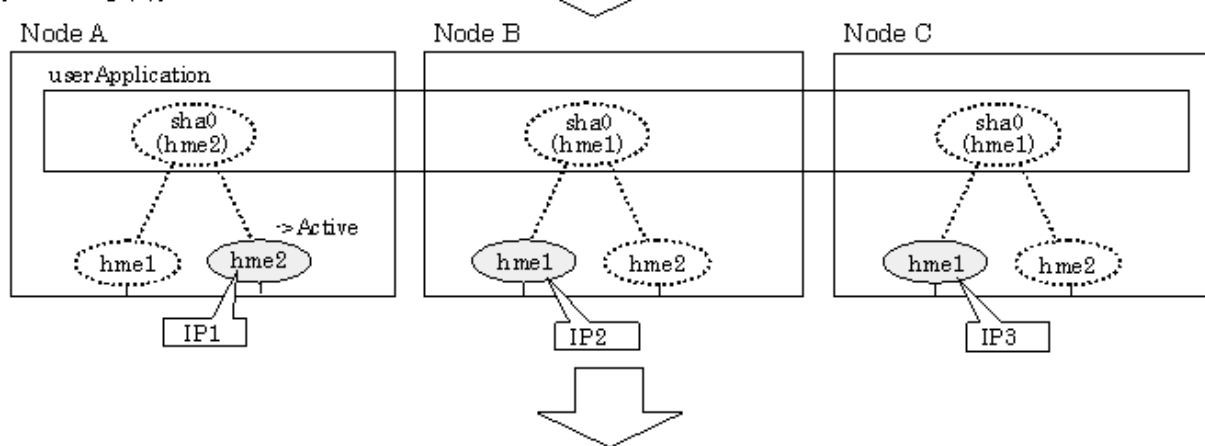 Node A
Node B
Node C
userApplication
sha0
(hme2)
sha0
(hme1)
sha0
(hme1)
->Active
hme1
hme2
hme1
hme2
hme1
hme2
IP1
IP2
IP3